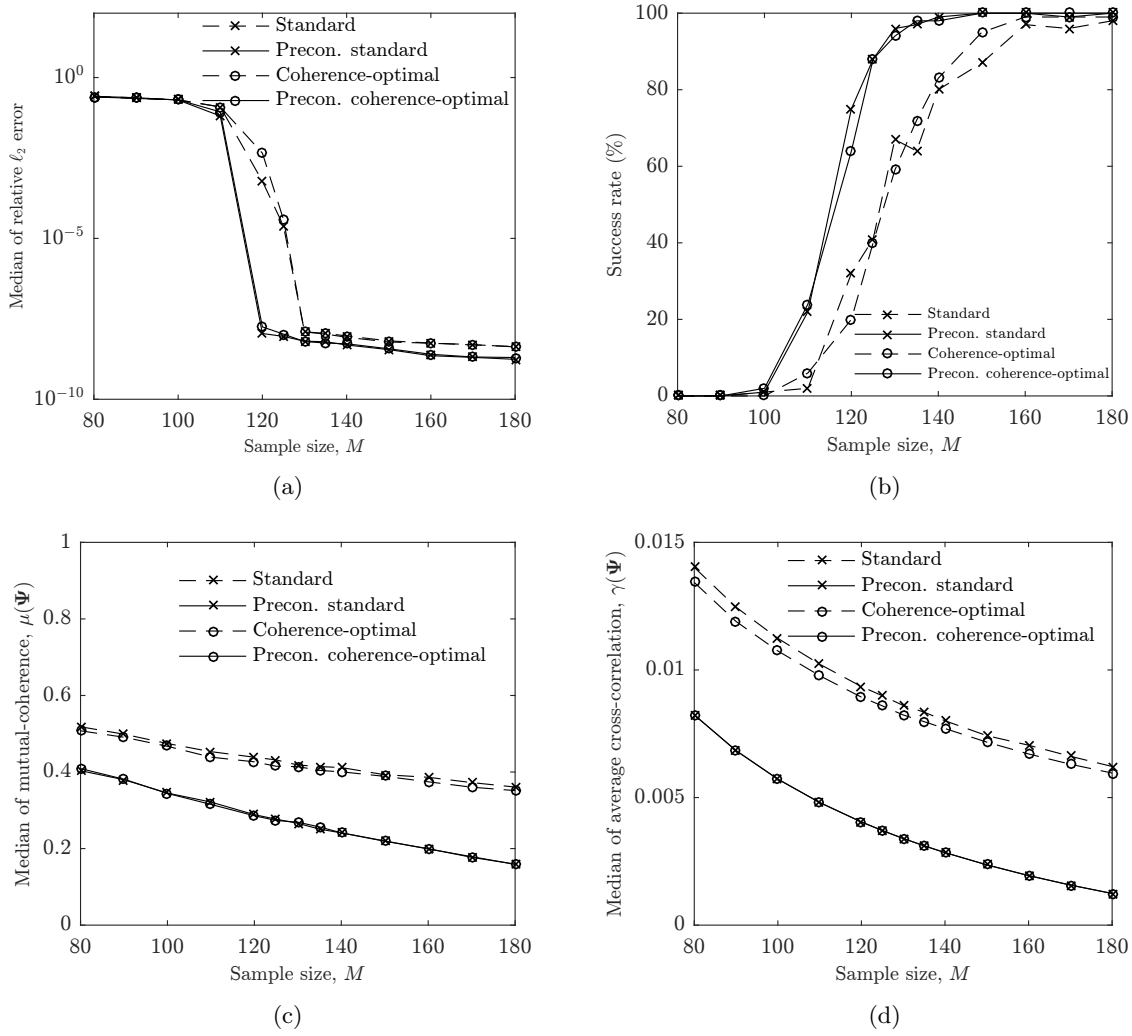 Standard
Precon. standard
Coherence-optimal
Precon. coherence-optimal
10^0
10^{-5}
10^{-10}
80 100 120 140 160 180
Median of relative ℓ_2 error
Sample size, M
(a)
100
80
60
40
20
0
80 100 120 140 160 180
Success rate (%)
Standard
Precon. standard
Coherence-optimal
Precon. coherence-optimal
Sample size, M
(b)
1
0.8
0.6
0.4
0.2
0
80 100 120 140 160 180
Median of mutual-coherence, μ(Ψ)
Standard
Precon. standard
Coherence-optimal
Precon. coherence-optimal
Sample size, M
(c)
0.015
0.01
0.005
0
80 100 120 140 160 180
Median of average cross-correlation, γ(Ψ)
Standard
Precon. standard
Coherence-optimal
Precon. coherence-optimal
Sample size, M
(d)